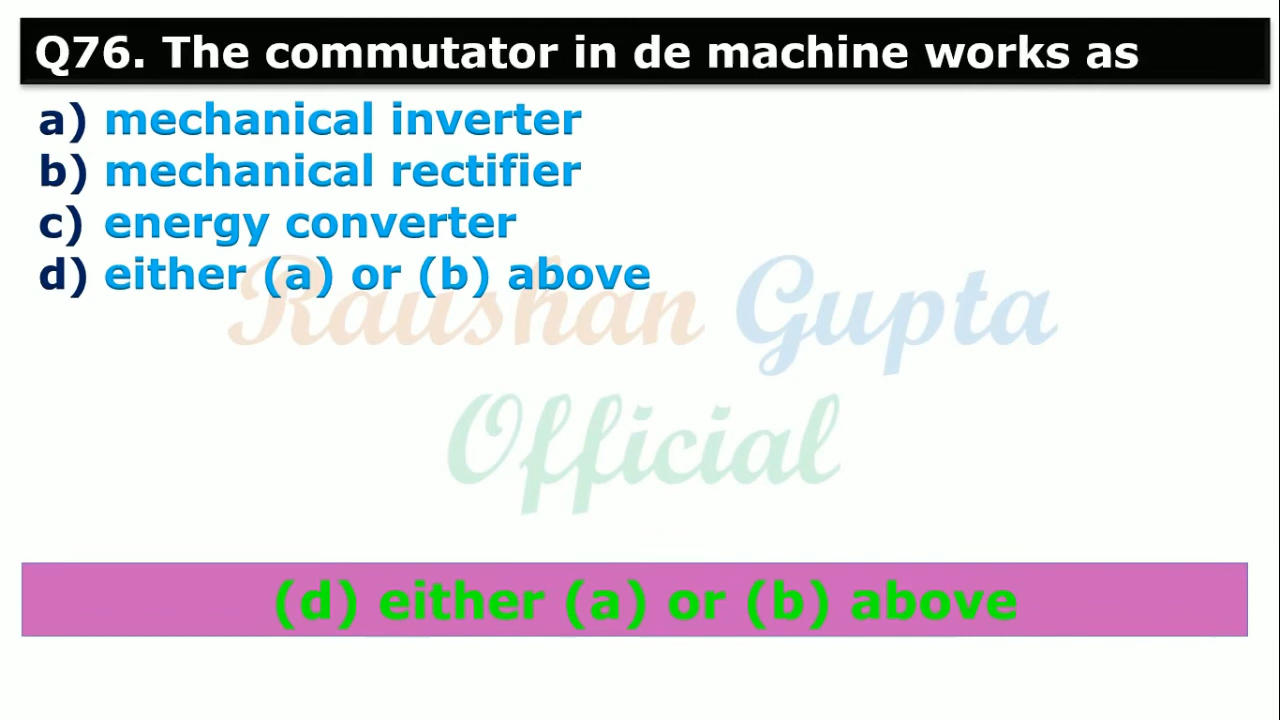 Q76. The commutator in de machine works as
a) mechanical inverter
b) mechanical rectifier
c) energy converter
d) either (a) or (b) above
Raushan Gupta
Official
(d) either (a) or (b) above